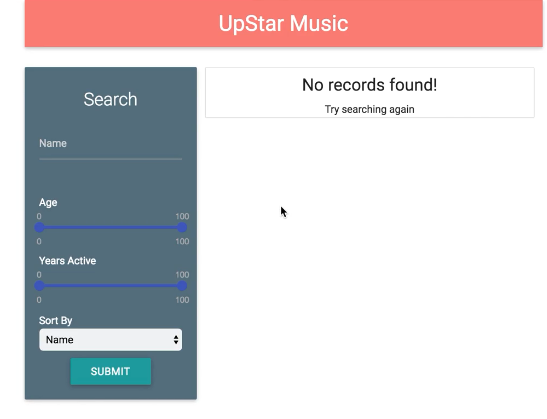 UpStar Music
Search
Name
Age
0 100
0 100
Years Active
0 100
0 100
Sort By
Name
SUBMIT
No records found!
Try searching again